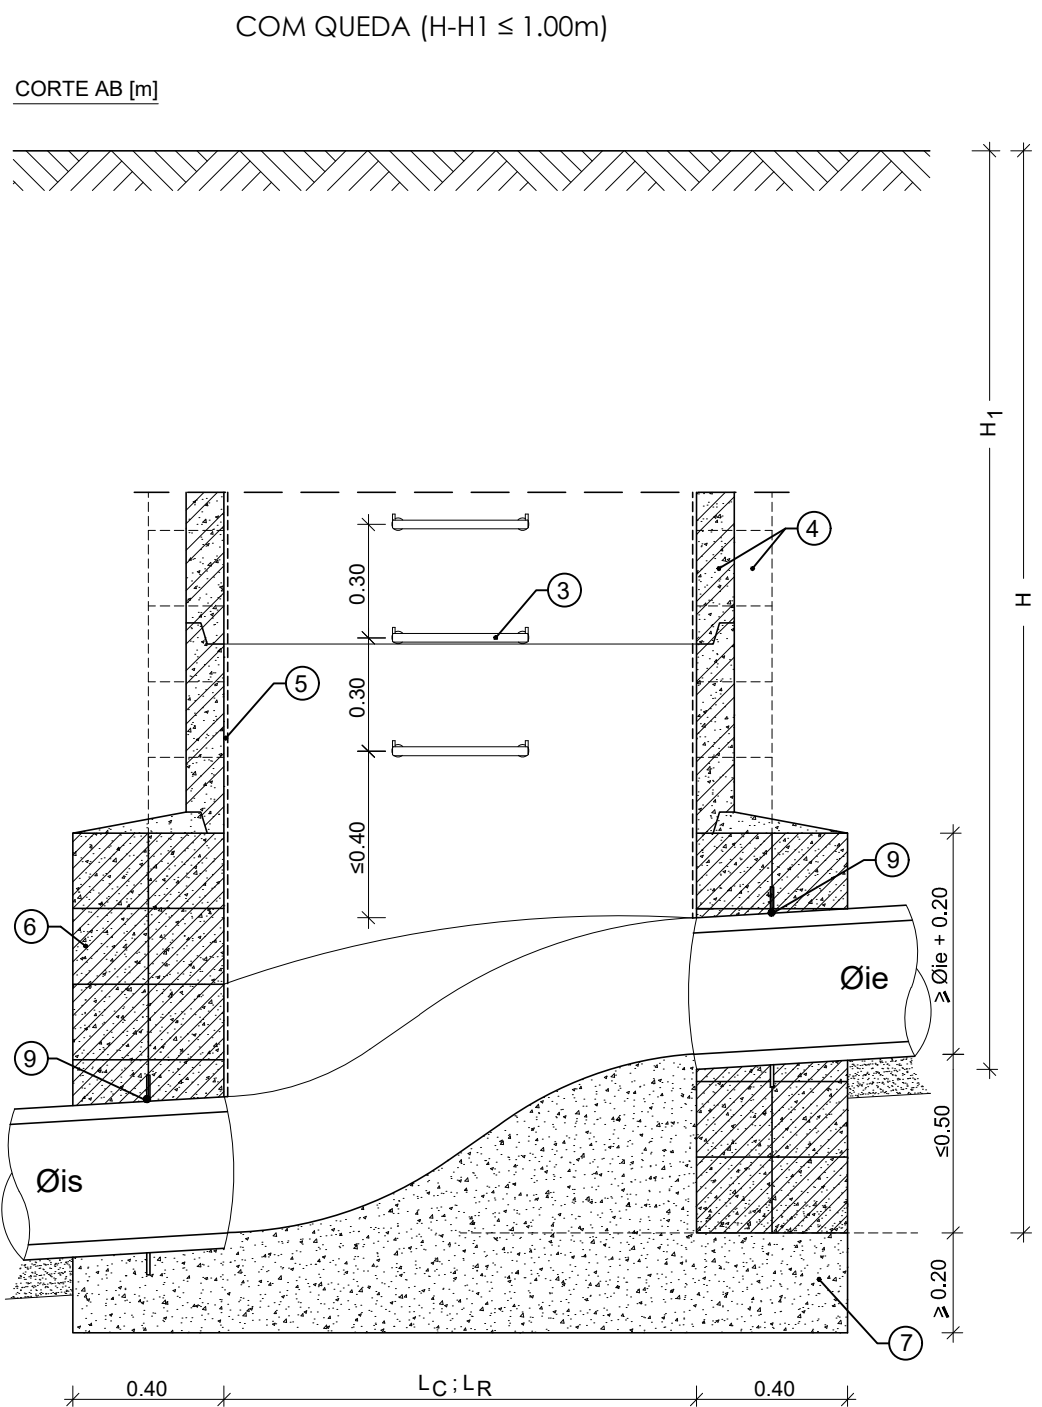 COM QUEDA (H-H1 ≤ 1.00m)
CORTE AB [m]
H1
H
4
0.30
3
5
0.30
≤0.40
9
6
≥ Øie + 0.20
Øie
9
≤0.50
Øis
≥ 0.20
7
0.40
LC ; LR
0.40